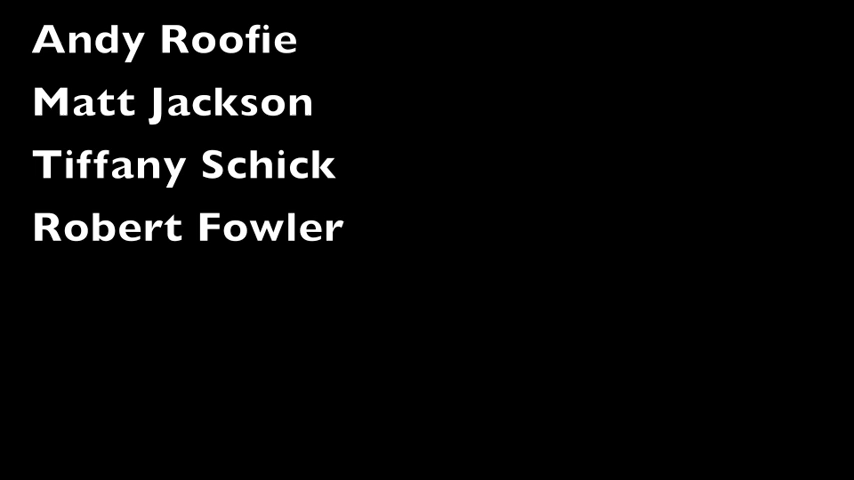 Andy Roofie
Matt Jackson
Tiffany Schick
Robert Fowler